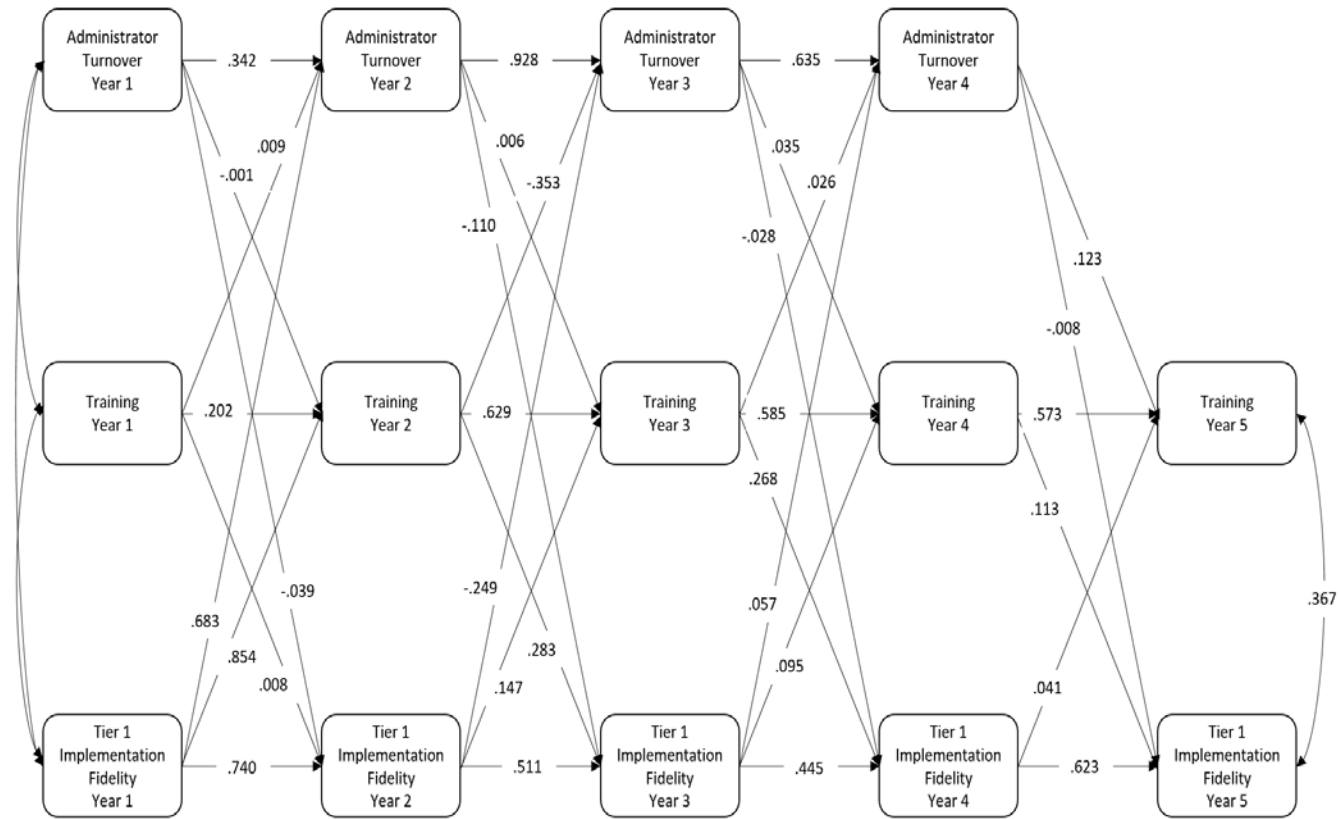 Administrator
Turnover
Year 1
Administrator
Turnover
Year 2
Administrator
Turnover
Year 3
Administrator
Turnover
Year 4
.342
.928
.635
.009
-.001
.006
-.353
-.110
.035
.026
-.028
.123
-.008
Training
Year 1
Training
Year 2
Training
Year 3
Training
Year 4
Training
Year 5
.202
.629
.585
.573
.268
.113
-.039
-.249
.057
.367
.683
.854
.008
.283
.147
.095
.041
Tier 1
Implementation
Fidelity
Year 1
Tier 1
Implementation
Fidelity
Year 2
Tier 1
Implementation
Fidelity
Year 3
Tier 1
Implementation
Fidelity
Year 4
Tier 1
Implementation
Fidelity
Year 5
.740
.511
.445
.623